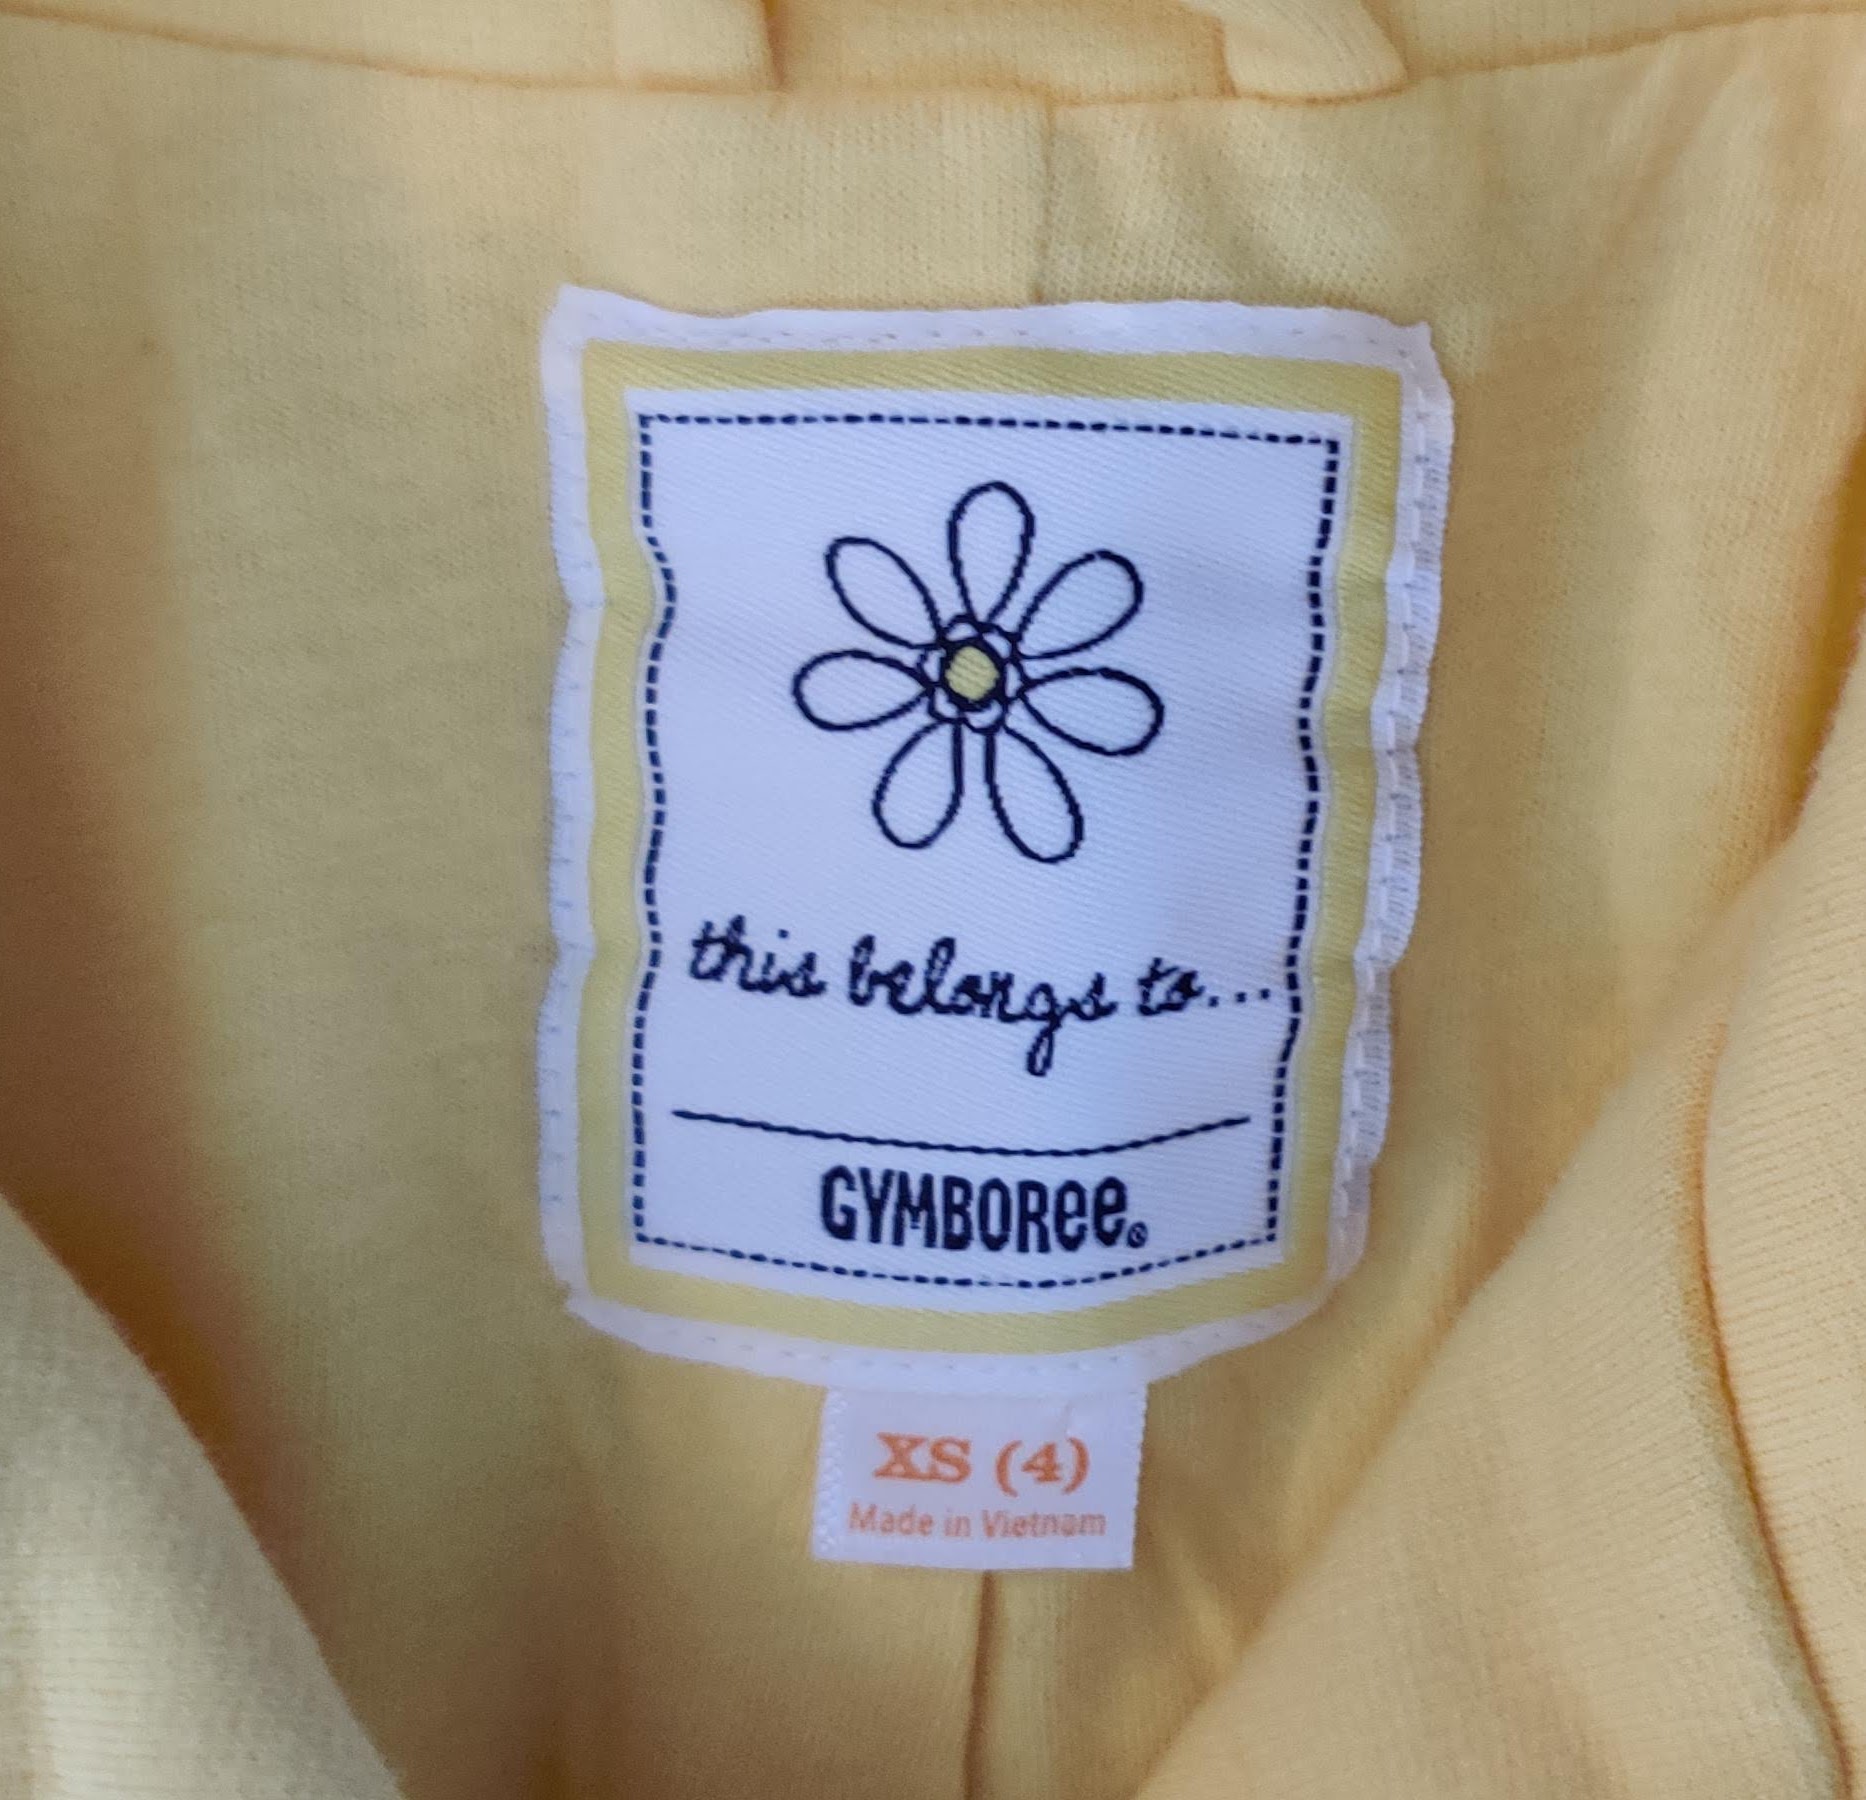 this belongs to...
GYMBOREE®
XS (4)
Made in Vietnam